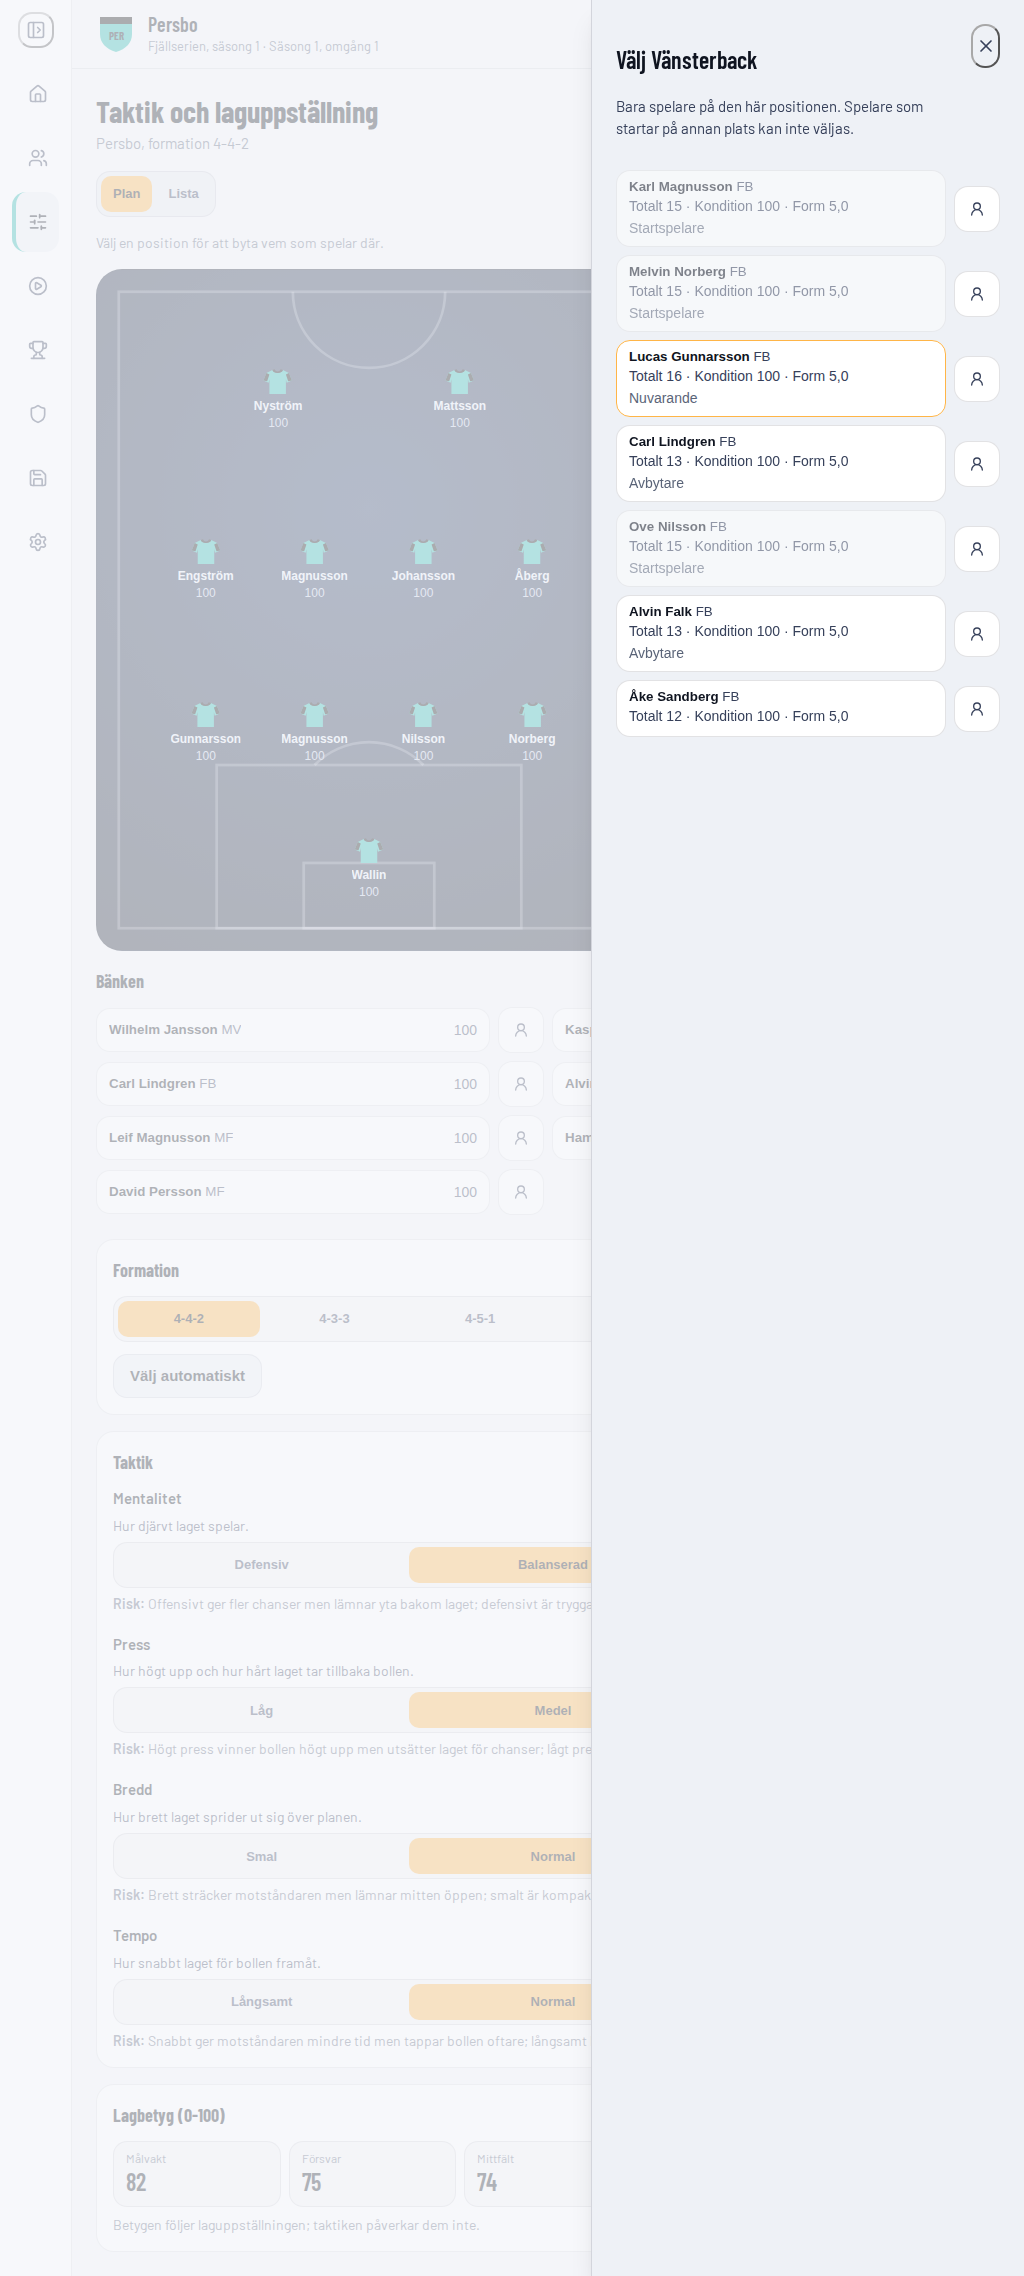 PER
Persbo
Fjällserien, säsong 1 · Säsong 1, omgång 1
Taktik och laguppställning
Persbo, formation 4-4-2
Plan
Lista
Välj en position för att byta vem som spelar där.
Nyström
100
Mattsson
100
Engström
100
Magnusson
100
Johansson
100
Åberg
100
Gunnarsson
100
Magnusson
100
Nilsson
100
Norberg
100
Wallin
100
Bänken
Wilhelm Jansson MV 100
Kas
Carl Lindgren FB 100
Alvi
Leif Magnusson MF 100
Ham
David Persson MF 100
Formation
4-4-2
4-3-3
4-5-1
Välj automatiskt
Taktik
Mentalitet
Hur djärvt laget spelar.
Defensiv
Balanserad
Risk: Offensivt ger fler chanser men lämnar yta bakom laget; defensivt är trygga
Press
Hur högt upp och hur hårt laget tar tillbaka bollen.
Låg
Medel
Risk: Högt press vinner bollen högt upp men utsätter laget för chanser; lågt pre
Bredd
Hur brett laget sprider ut sig över planen.
Smal
Normal
Risk: Brett sträcker motståndaren men lämnar mitten öppen; smalt är kompak
Tempo
Hur snabbt laget för bollen framåt.
Långsamt
Normal
Risk: Snabbt ger motståndaren mindre tid men tappar bollen oftare; långsamt
Lagbetyg (0-100)
Målvakt
82
Försvar
75
Mittfält
74
Betygen följer laguppställningen; taktiken påverkar dem inte.
Välj Vänsterback
Bara spelare på den här positionen. Spelare som
startar på annan plats kan inte väljas.
Karl Magnusson FB
Totalt 15 · Kondition 100 · Form 5,0
Startspelare
Melvin Norberg FB
Totalt 15 · Kondition 100 · Form 5,0
Startspelare
Lucas Gunnarsson FB
Totalt 16 · Kondition 100 · Form 5,0
Nuvarande
Carl Lindgren FB
Totalt 13 · Kondition 100 · Form 5,0
Avbytare
Ove Nilsson FB
Totalt 15 · Kondition 100 · Form 5,0
Startspelare
Alvin Falk FB
Totalt 13 · Kondition 100 · Form 5,0
Avbytare
Åke Sandberg FB
Totalt 12 · Kondition 100 · Form 5,0